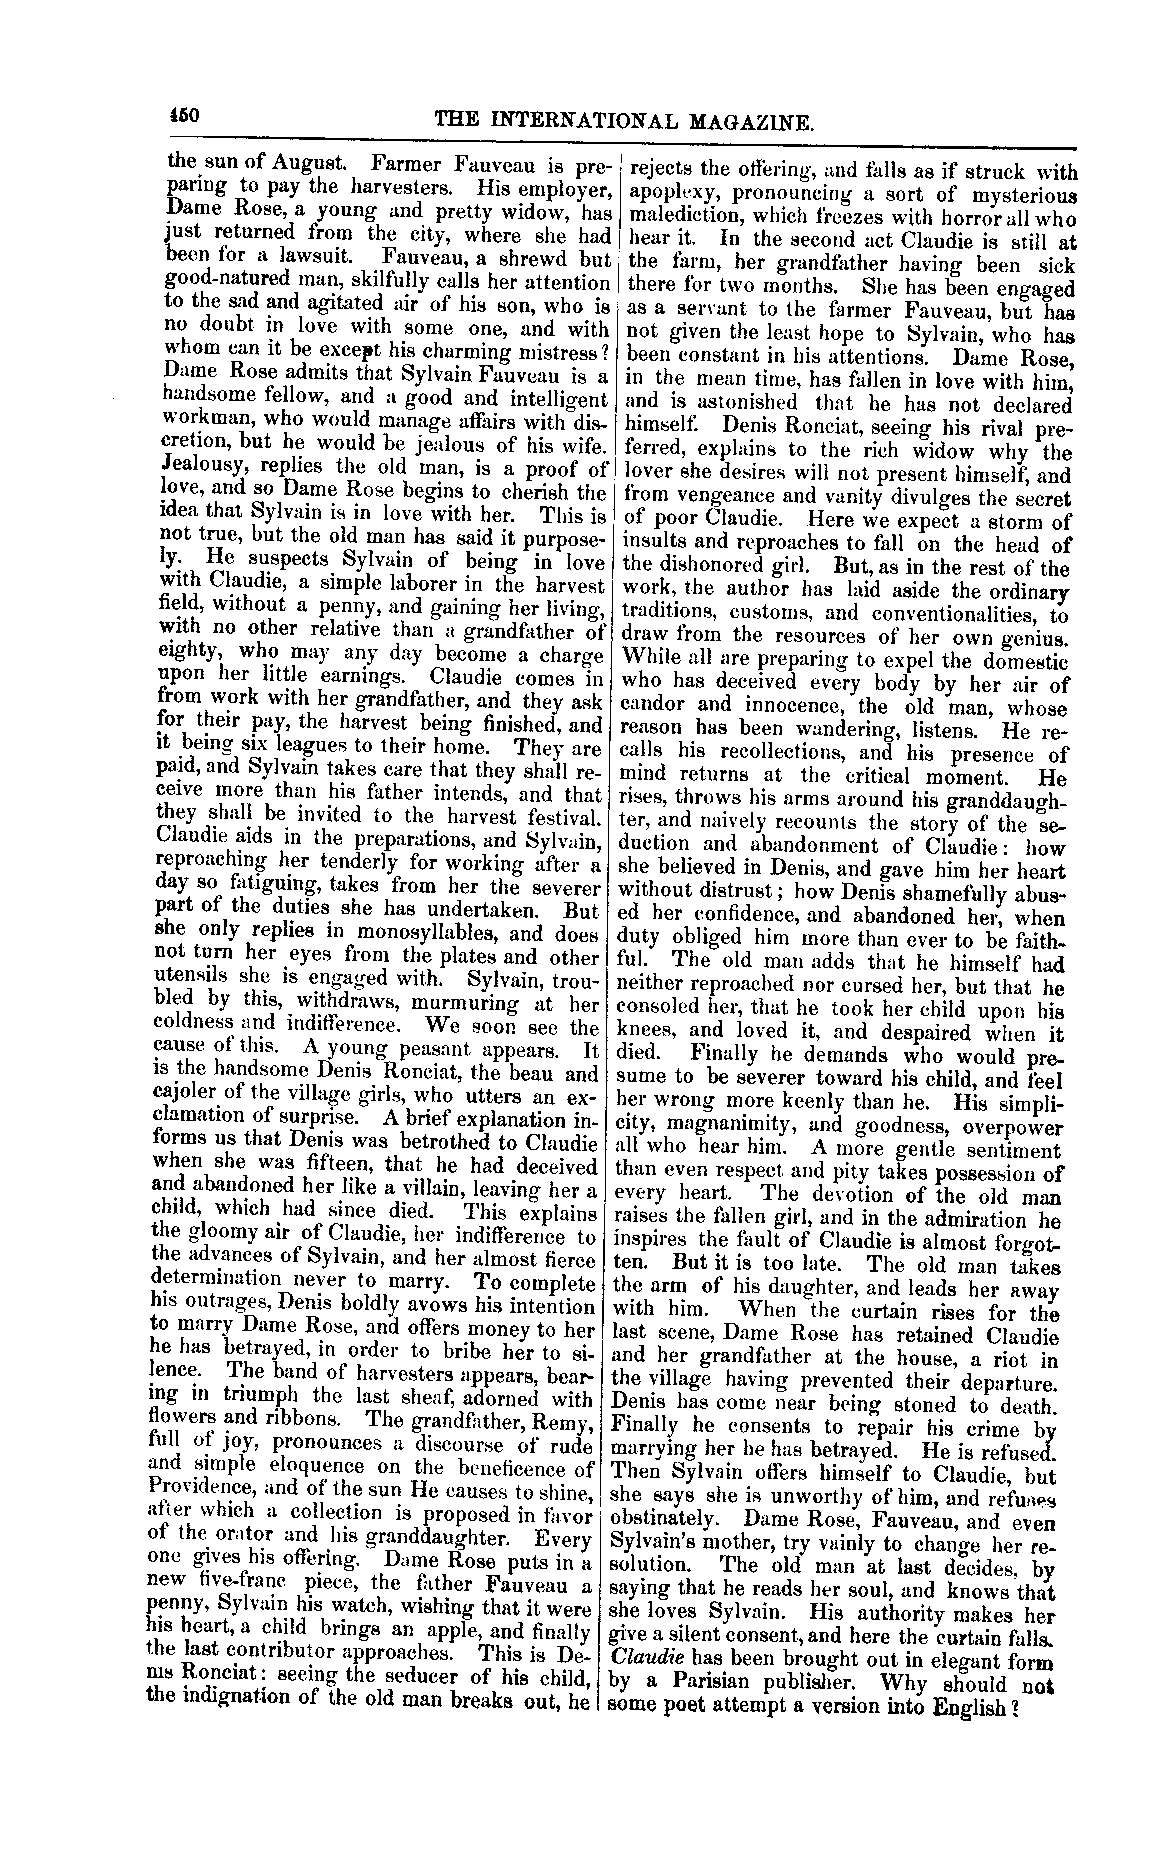 450 THE INTERNATIONAL MAGAZINE.
the sun of August. Farmer Fauveau is pre-
paring to pay the harvesters. His employer,
Dame Rose, a young and pretty widow, has
just returned from the city, where she had
been for a lawsuit. Fauveau, a shrewd but
good-natured man, skilfully calls her attention
to the sad and agitated air of his son, who is
no doubt in love with some one, and with
whom can it be except his charming mistress?
Dame Rose admits that Sylvain Fauveau is a
handsome fellow, and a good and intelligent
workman, who would manage affairs with dis-
cretion, but he would be jealous of his wife.
Jealousy, replies the old man, is a proof of
love, and so Dame Rose begins to cherish the
idea that Sylvain is in love with her. This is
not true, but the old man has said it purpose-
ly. He suspects Sylvain of being in love
with Claudie, a simple laborer in the harvest
field, without a penny, and gaining her living,
with no other relative than a grandfather of
eighty, who may any day become a charge
upon her little earnings. Claudie comes in
from work with her grandfather, and they ask
for their pay, the harvest being finished, and
it being six leagues to their home. They are
paid, and Sylvain takes care that they shall re-
ceive more than his father intends, and that
they shall be invited to the harvest festival.
Claudie aids in the preparations, and Sylvain,
reproaching her tenderly for working after a
day so fatiguing, takes from her the severer
part of the duties she has undertaken. But
she only replies in monosyllables, and does
not turn her eyes from the plates and other
utensils she is engaged with. Sylvain, trou-
bled by this, withdraws, murmuring at her
coldness and indifference. We soon see the
cause of this. A young peasant appears. It
is the handsome Denis Ronciat, the beau and
cajoler of the village girls, who utters an ex-
clamation of surprise. A brief explanation in-
forms us that Denis was betrothed to Claudie
when she was fifteen, that he had deceived
and abandoned her like a villain, leaving her a
child, which had since died. This explains
the gloomy air of Claudie, her indifference to
the advances of Sylvain, and her almost fierce
determination never to marry. To complete
his outrages, Denis boldly avows his intention
to marry Dame Rose, and offers money to her
he has betrayed, in order to bribe her to si-
lence. The band of harvesters appears, bear-
ing in triumph the last sheaf, adorned with
flowers and ribbons. The grandfather, Remy,
full of joy, pronounces a discourse of rude
and simple eloquence on the beneficence of
Providence, and of the sun He causes to shine,
after which a collection is proposed in favor
of the orator and his granddaughter. Every
one gives his offering. Dame Rose puts in a
new five-franc piece, the father Fauveau a
penny, Sylvain his watch, wishing that it were
his heart, a child brings an apple, and finally
the last contributor approaches. This is De-
nis Ronciat: seeing the seducer of his child,
the indignation of the old man breaks out, he
rejects the offering, and falls as if struck with
apoplexy, pronouncing a sort of mysterious
malediction, which freezes with horror all who
hear it. In the second act Claudie is still at
the farm, her grandfather having been sick
there for two months. She has been engaged
as a servant to the farmer Fauveau, but has
not given the least hope to Sylvain, who has
been constant in his attentions. Dame Rose,
in the mean time, has fallen in love with him,
and is astonished that he has not declared
himself. Denis Ronciat, seeing his rival pre-
ferred, explains to the rich widow why the
lover she desires will not present himself, and
from vengeance and vanity divulges the secret
of poor Claudie. Here we expect a storm of
insults and reproaches to fall on the head of
the dishonored girl. But, as in the rest of the
work, the author has laid aside the ordinary
traditions, customs, and conventionalities, to
draw from the resources of her own genius.
While all are preparing to expel the domestic
who has deceived every body by her air of
candor and innocence, the old man, whose
reason has been wandering, listens. He re-
calls his recollections, and his presence of
mind returns at the critical moment. He
rises, throws his arms around his granddaugh-
ter, and naively recounts the story of the se-
duction and abandonment of Claudie: how
she believed in Denis, and gave him her heart
without distrust; how Denis shamefully abus-
ed her confidence, and abandoned her, when
duty obliged him more than ever to be faith-
ful. The old man adds that he himself had
neither reproached nor cursed her, but that he
consoled her, that he took her child upon his
knees, and loved it, and despaired when it
died. Finally he demands who would pre-
sume to be severer toward his child, and feel
her wrong more keenly than he. His simpli-
city, magnanimity, and goodness, overpower
all who hear him. A more gentle sentiment
than even respect and pity takes possession of
every heart. The devotion of the old man
raises the fallen girl, and in the admiration he
inspires the fault of Claudie is almost forgot-
ten. But it is too late. The old man takes
the arm of his daughter, and leads her away
with him. When the curtain rises for the
last scene, Dame Rose has retained Claudie
and her grandfather at the house, a riot in
the village having prevented their departure.
Denis has come near being stoned to death.
Finally he consents to repair his crime by
marrying her he has betrayed. He is refused.
Then Sylvain offers himself to Claudie, but
she says she is unworthy of him, and refuses
obstinately. Dame Rose, Fauveau, and even
Sylvain's mother, try vainly to change her re-
solution. The old man at last decides, by
saying that he reads her soul, and knows that
she loves Sylvain. His authority makes her
give a silent consent, and here the curtain falls.
Claudie has been brought out in elegant form
by a Parisian publisher. Why should not
some poet attempt a version into English?